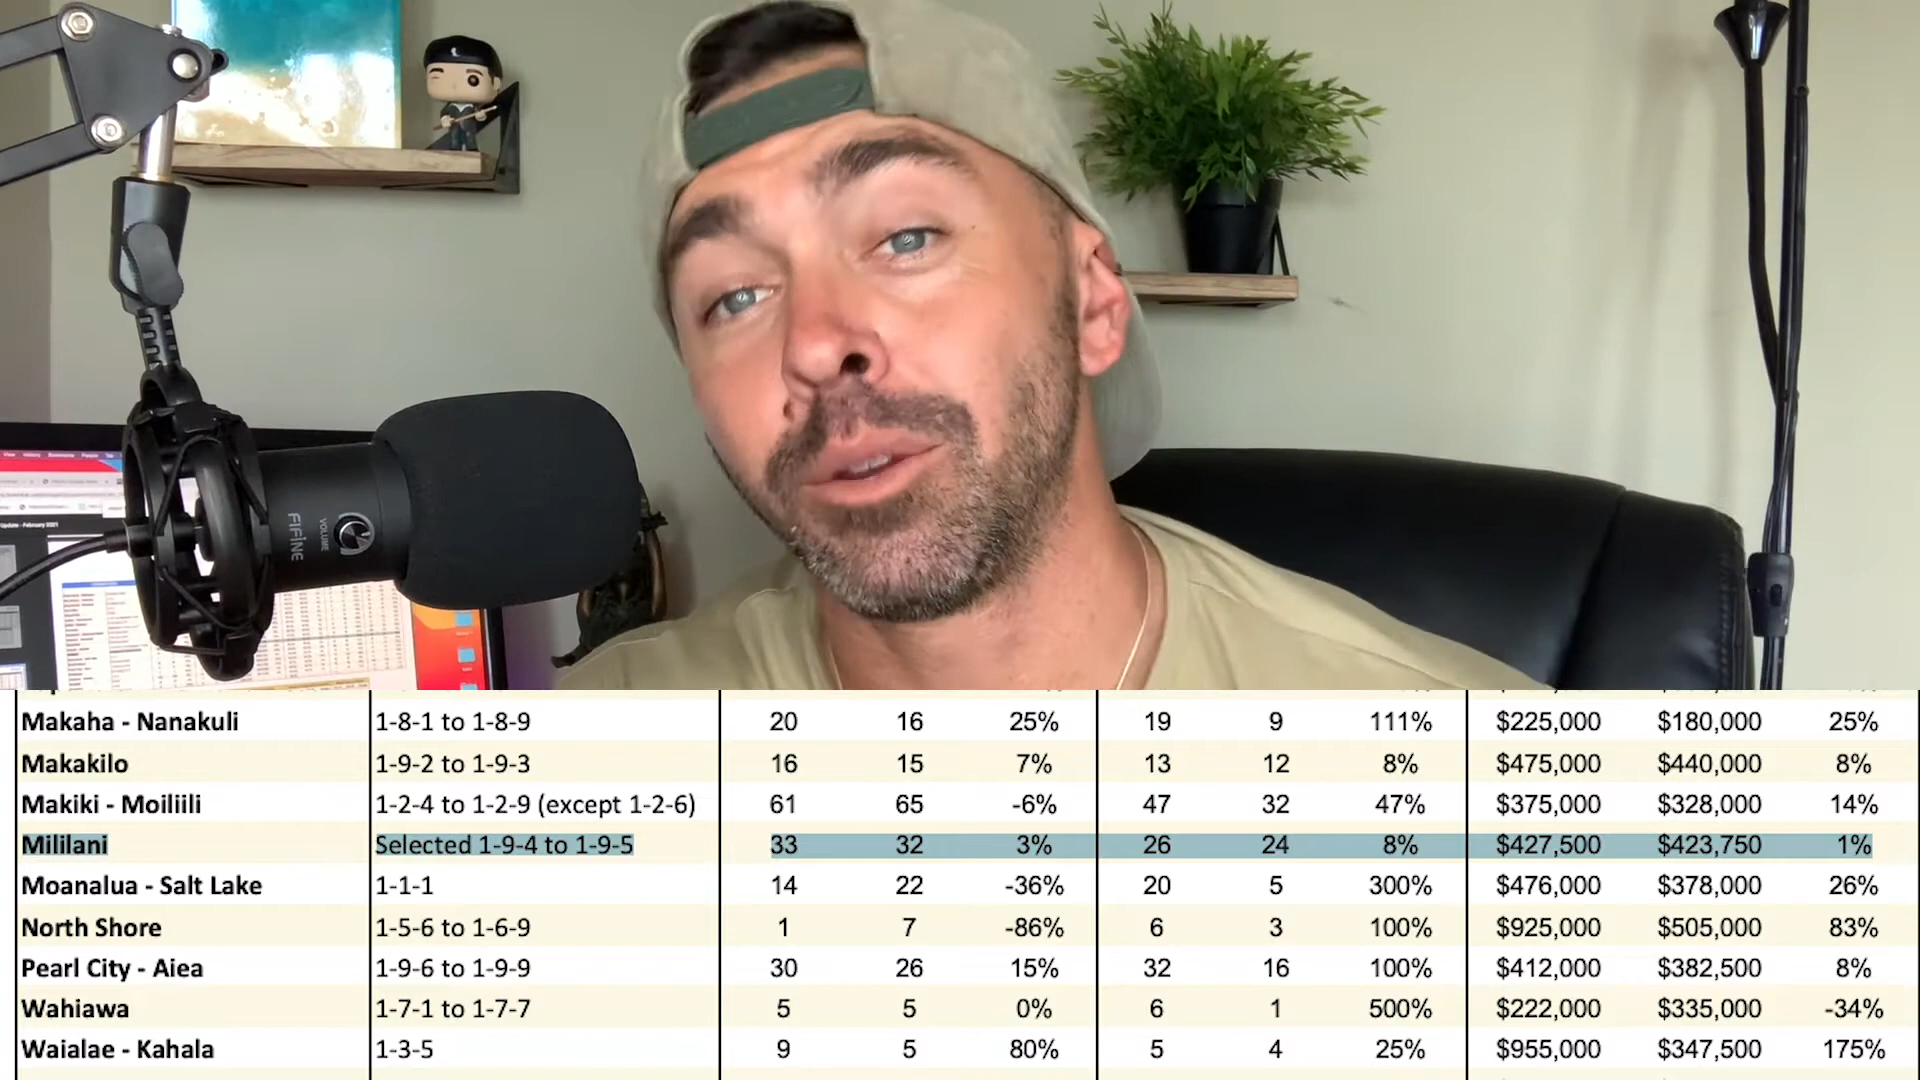 View History Bookmarks People Tab
Update - February 2021
VOLUME
FIFINE
Makaha - Nanakuli 1-8-1 to 1-8-9 20 16 25% 19 9 111% $225,000 $180,000 25%
Makakilo 1-9-2 to 1-9-3 16 15 7% 13 12 8% $475,000 $440,000 8%
Makiki - Moiliili 1-2-4 to 1-2-9 (except 1-2-6) 61 65 -6% 47 32 47% $375,000 $328,000 14%
Mililani Selected 1-9-4 to 1-9-5 33 32 3% 26 24 8% $427,500 $423,750 1%
Moanalua - Salt Lake 1-1-1 14 22 -36% 20 5 300% $476,000 $378,000 26%
North Shore 1-5-6 to 1-6-9 1 7 -86% 6 3 100% $925,000 $505,000 83%
Pearl City - Aiea 1-9-6 to 1-9-9 30 26 15% 32 16 100% $412,000 $382,500 8%
Wahiawa 1-7-1 to 1-7-7 5 5 0% 6 1 500% $222,000 $335,000 -34%
Waialae - Kahala 1-3-5 9 5 80% 5 4 25% $955,000 $347,500 175%